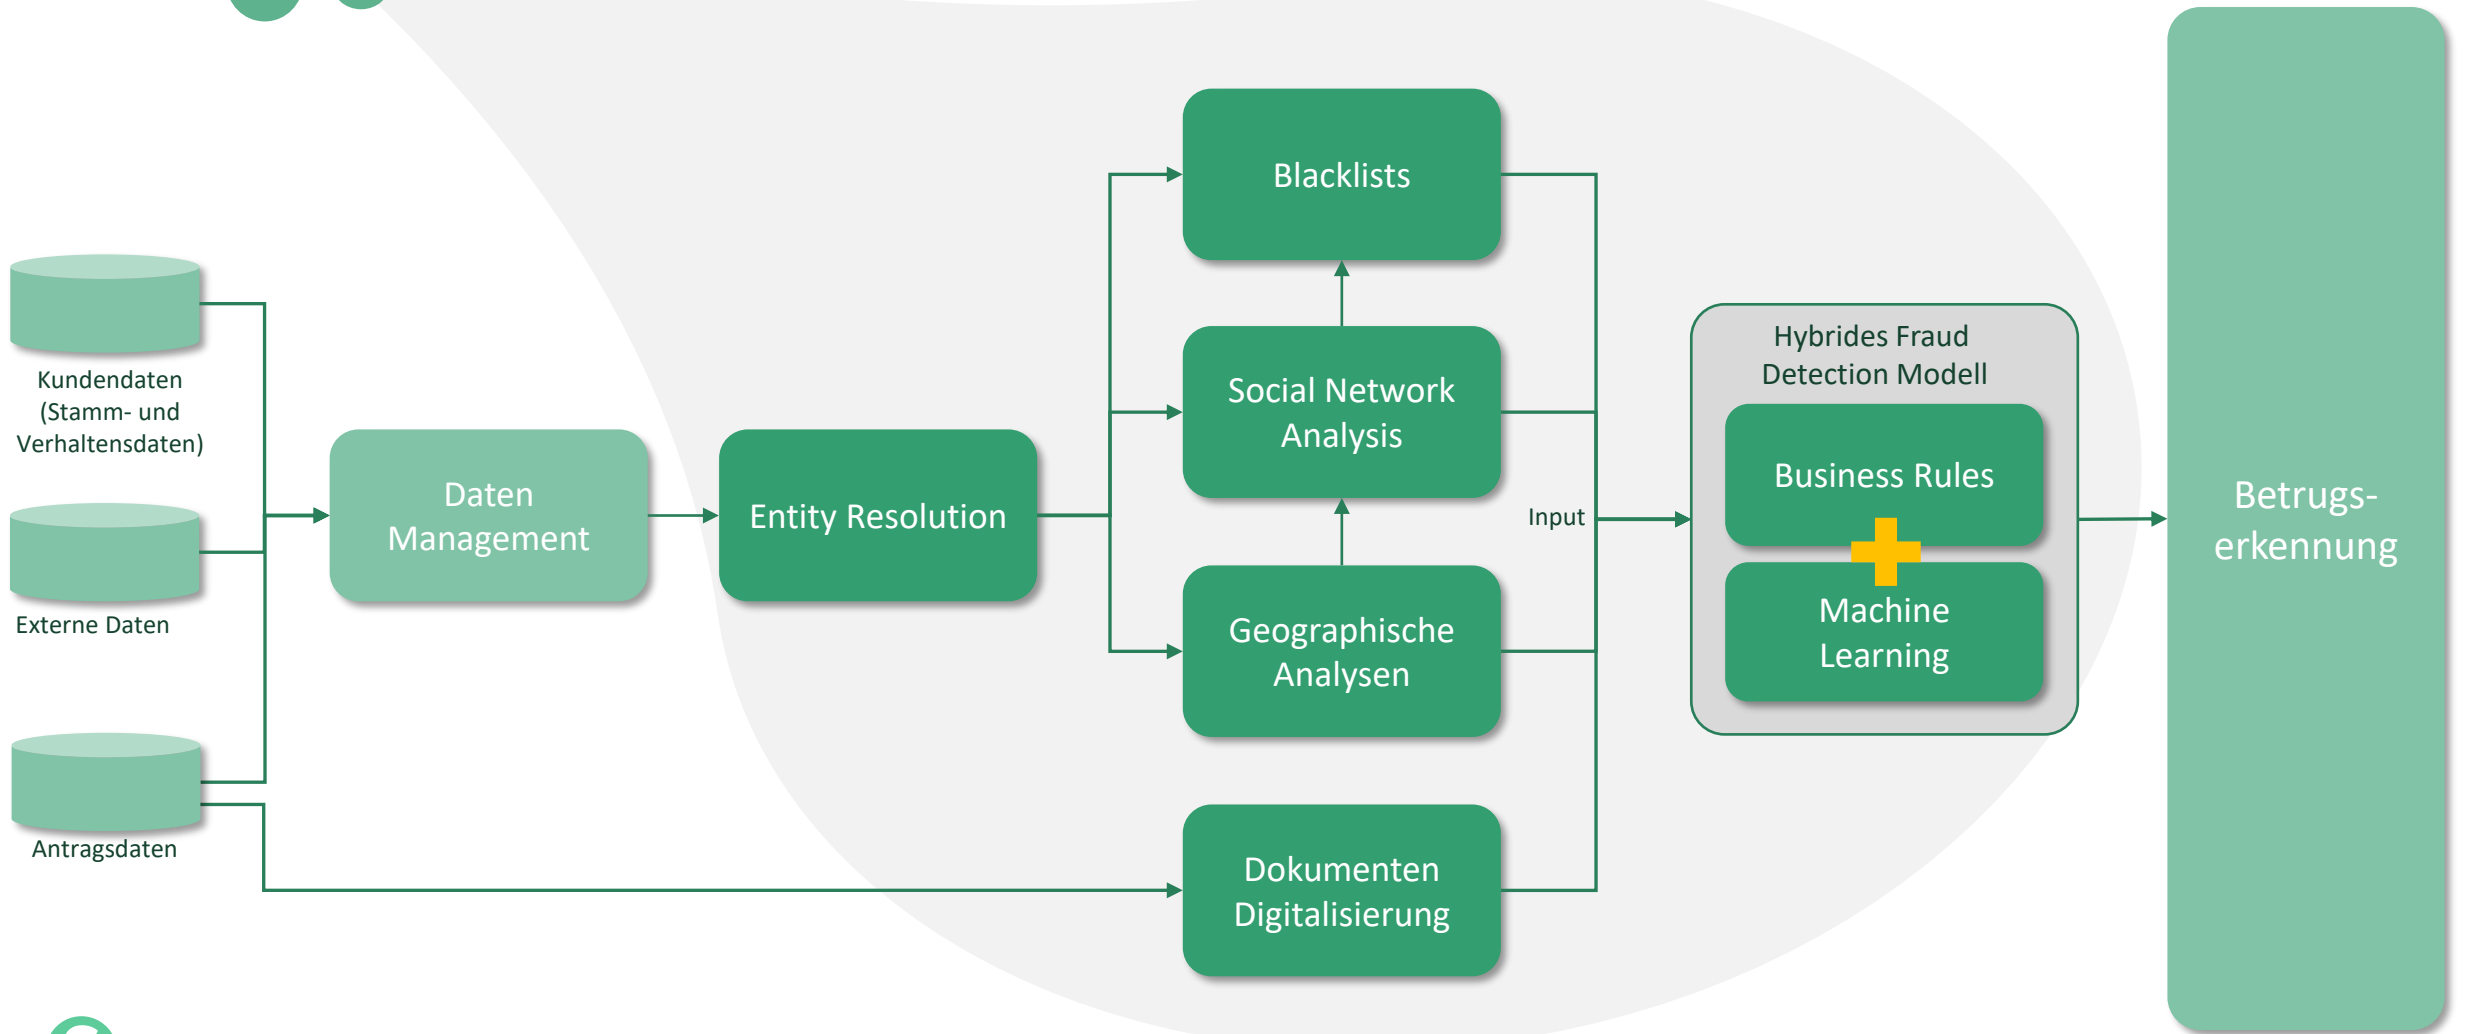 Kundendaten
(Stamm- und
Verhaltensdaten)
Externe Daten
Antragsdaten
Daten
Management
Entity Resolution
Blacklists
Social Network
Analysis
Geographische
Analysen
Dokumenten
Digitalisierung
Input
Hybrides Fraud
Detection Modell
Business Rules
Machine
Learning
Betrugs-
erkennung